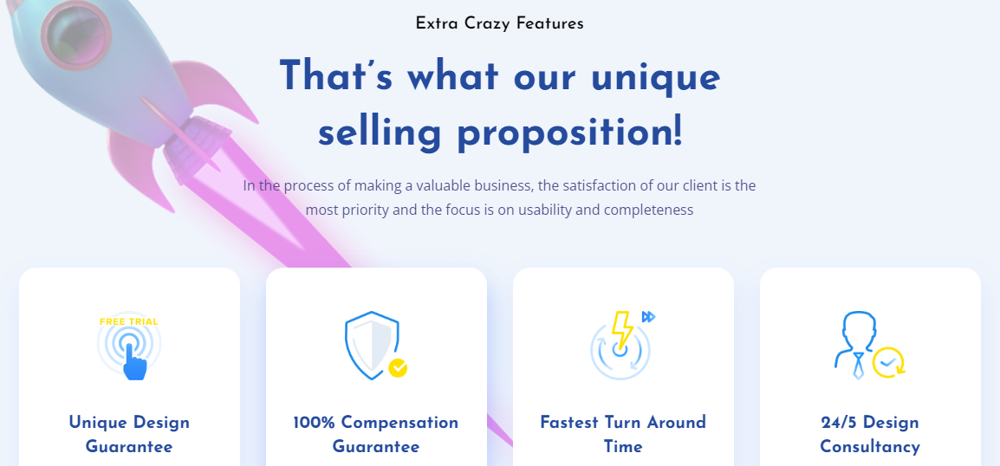 Extra Crazy Features
That’s what our unique
selling proposition!
In the process of making a valuable business, the satisfaction of our client is the
most priority and the focus is on usability and completeness
FREE TRIAL
Unique Design
Guarantee
100% Compensation
Guarantee
Fastest Turn Around
Time
24/5 Design
Consultancy